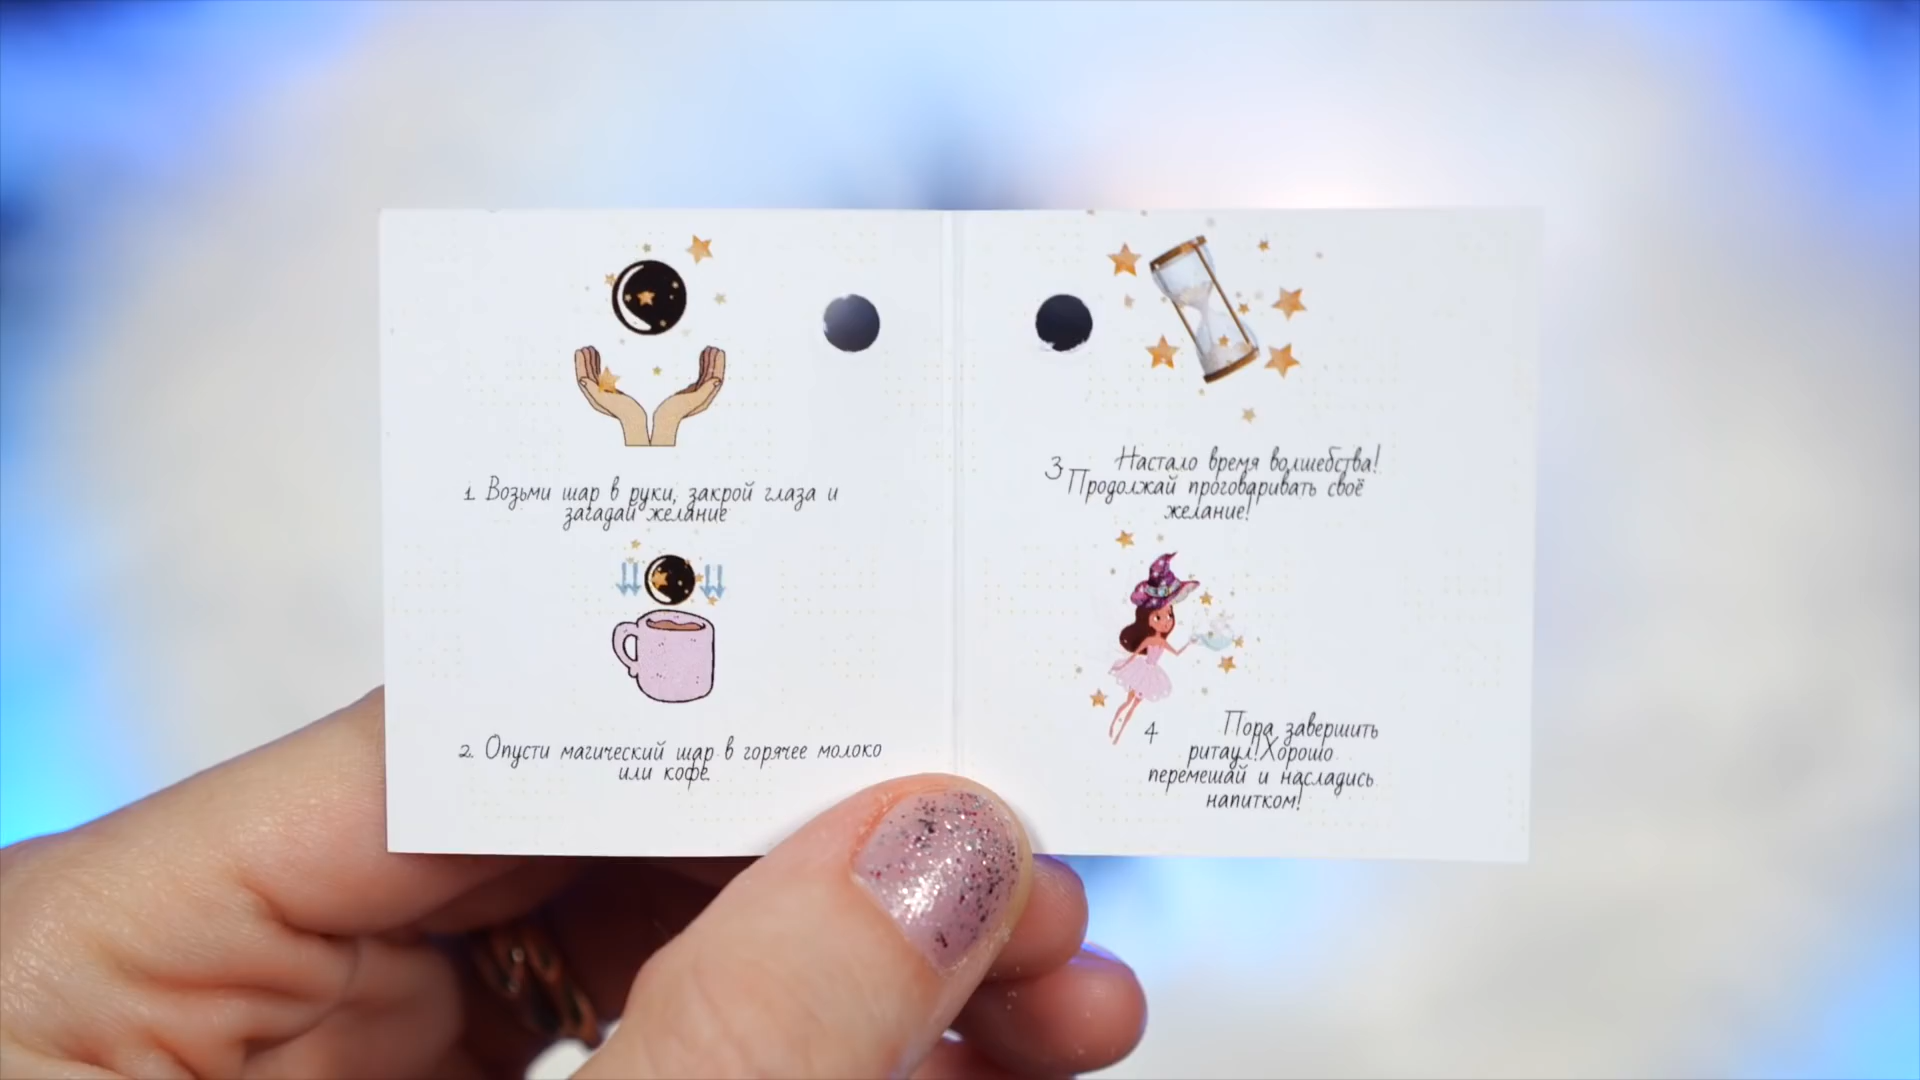 1. Возьми шар в руки, закрой глаза и
загадай желание
2. Опусти магический шар в горячее молоко
или кофе.
3 Настало время волшебства!
Продолжай проговаривать своё
желание!
4 Пора завершить
ритаул!Хорошо
перемешай и насладись
напитком!